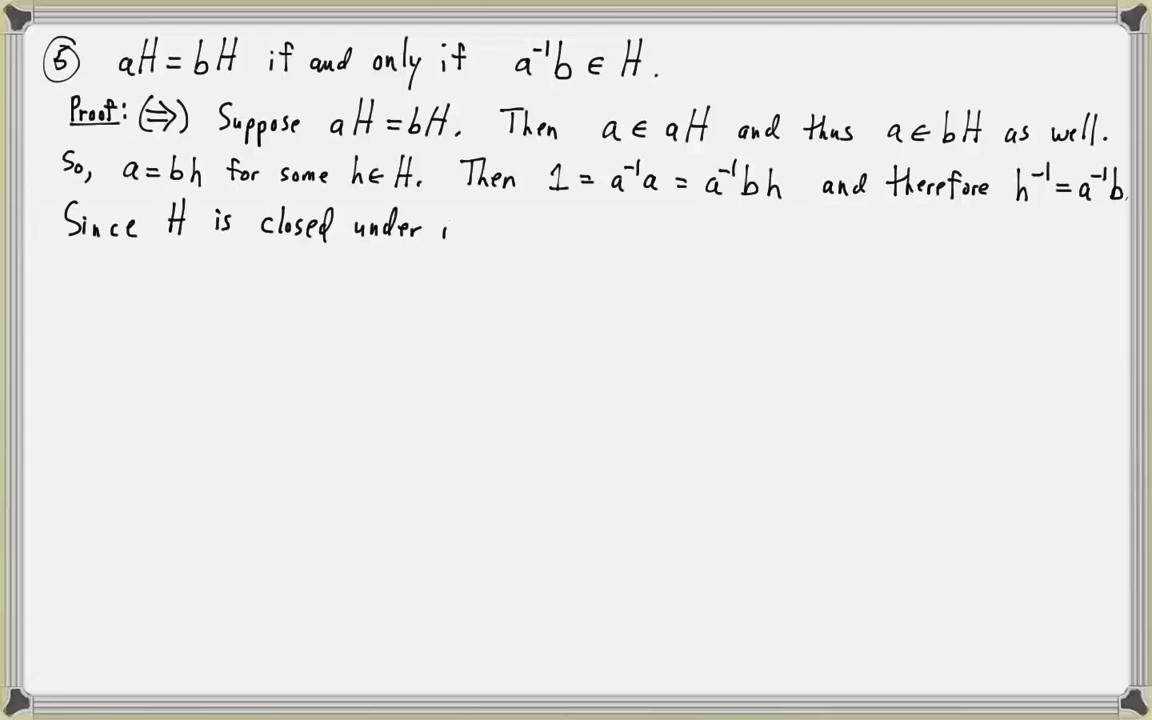 ⑤ aH = bH if and only if a⁻¹b ∈ H.
Proof: (⇒) Suppose aH = bH. Then a ∈ aH and thus a ∈ bH as well.
So, a = bh for some h ∈ H. Then 1 = a⁻¹a = a⁻¹bh and therefore h⁻¹ = a⁻¹b.
Since H is closed under